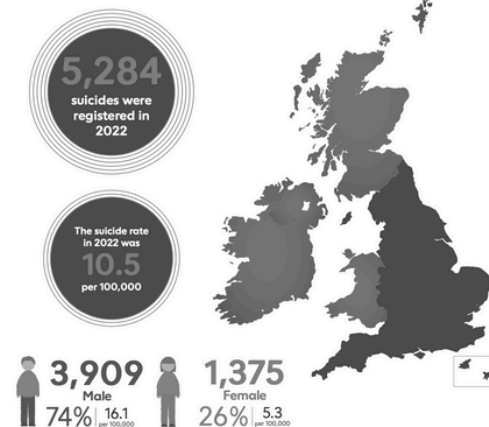 5,284
suicides were
registered in
2022
The suicide rate
in 2022 was
10.5
per 100,000
3,909
Male
74% 16.1
per 100,000
1,375
Female
26% 5.3
per 100,000